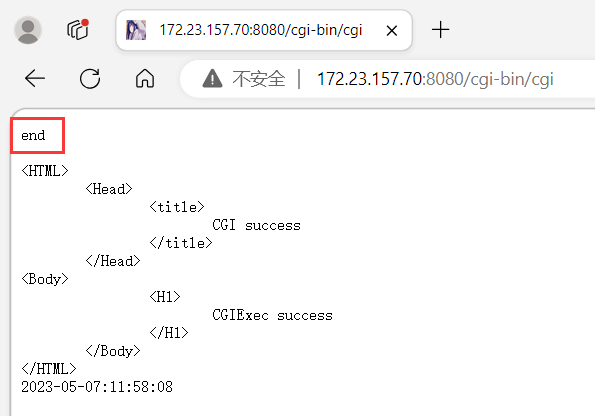 172.23.157.70:8080/cgi-bin/cgi
不安全 | 172.23.157.70:8080/cgi-bin/cgi
end
<HTML>
<Head>
<title>
CGI success
</title>
</Head>
<Body>
<H1>
CGIExec success
</H1>
</Body>
</HTML>
2023-05-07:11:58:08